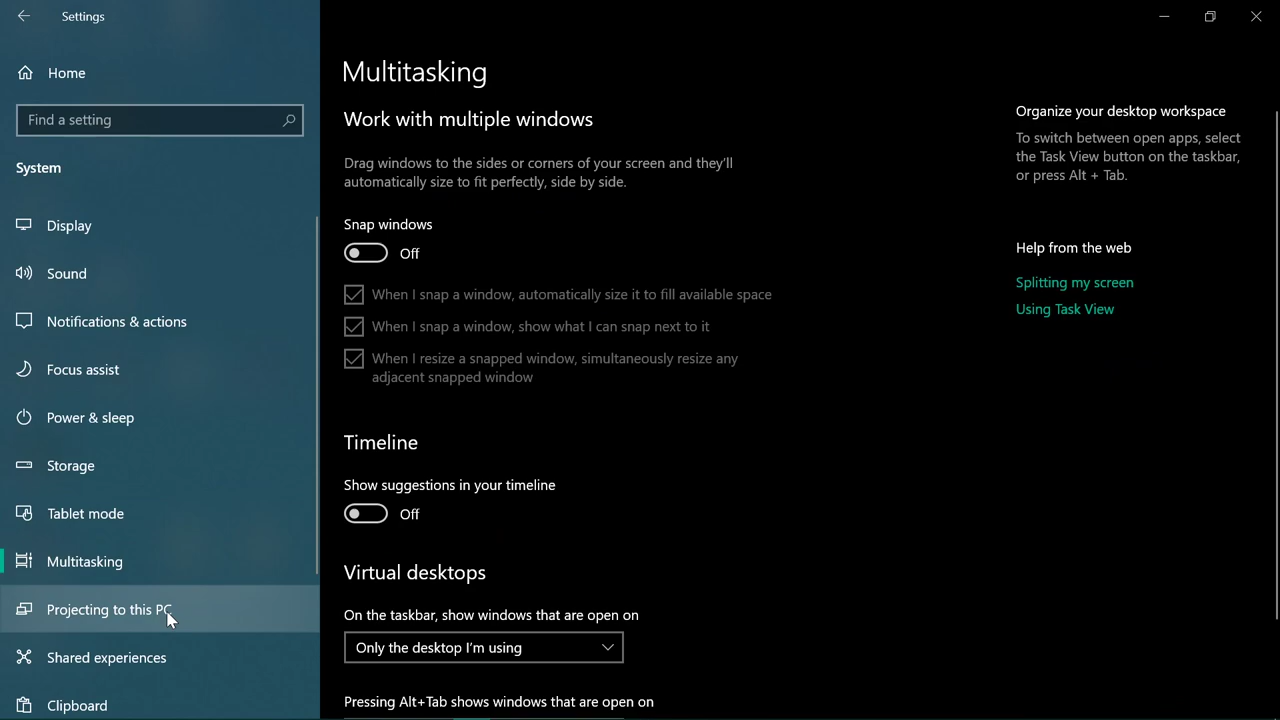 Settings
Home
Find a setting
System
Display
Sound
Notifications & actions
Focus assist
Power & sleep
Storage
Tablet mode
Multitasking
Projecting to this PC
Shared experiences
Clipboard
Multitasking
Work with multiple windows
Drag windows to the sides or corners of your screen and they'll
automatically size to fit perfectly, side by side.
Snap windows
Off
When I snap a window, automatically size it to fill available space
When I snap a window, show what I can snap next to it
When I resize a snapped window, simultaneously resize any
adjacent snapped window
Timeline
Show suggestions in your timeline
Off
Virtual desktops
On the taskbar, show windows that are open on
Only the desktop I'm using
Pressing Alt+Tab shows windows that are open on
Organize your desktop workspace
To switch between open apps, select
the Task View button on the taskbar,
or press Alt + Tab.
Help from the web
Splitting my screen
Using Task View